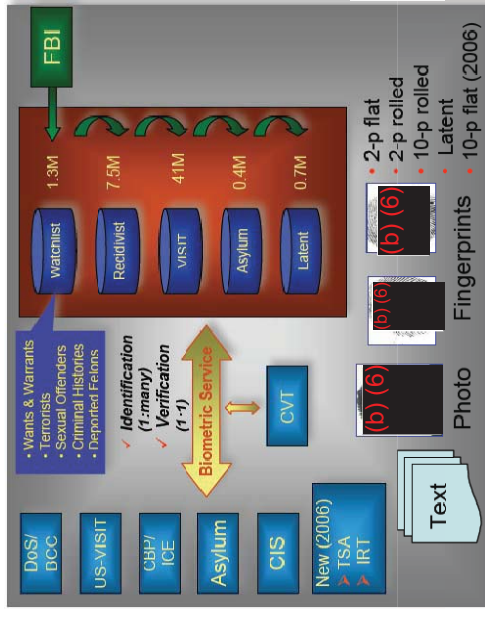 DoS/
BCC
US-VISIT
CBP/
ICE
Asylum
CIS
New (2006)
➢ TSA
➢ IRT
• Wants & Warrants
• Terrorists
• Sexual Offenders
• Criminal Histories
• Deported Felons
✓ Identification
(1:many)
✓ Verification
(1:1)
Biometric Service
CVT
FBI
Watchlist
1.3M
Recidivist
7.5M
VISIT
41M
Asylum
0.4M
Latent
0.7M
Text
(b) (6)
Photo
(b) (6)
(b) (6)
Fingerprints
• 2-p flat
• 2-p rolled
• 10-p rolled
• Latent
• 10-p flat (2006)